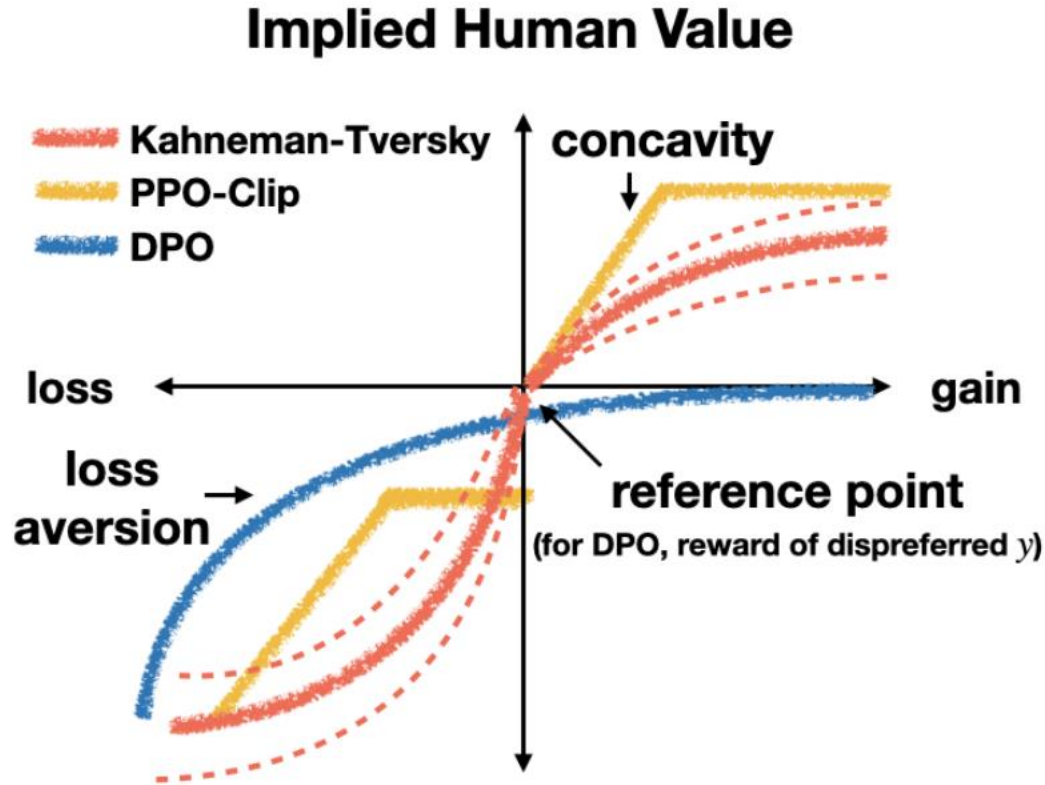 Implied Human Value
Kahneman-Tversky
PPO-Clip
DPO
concavity
loss
gain
loss
aversion
reference point
(for DPO, reward of dispreferred y)